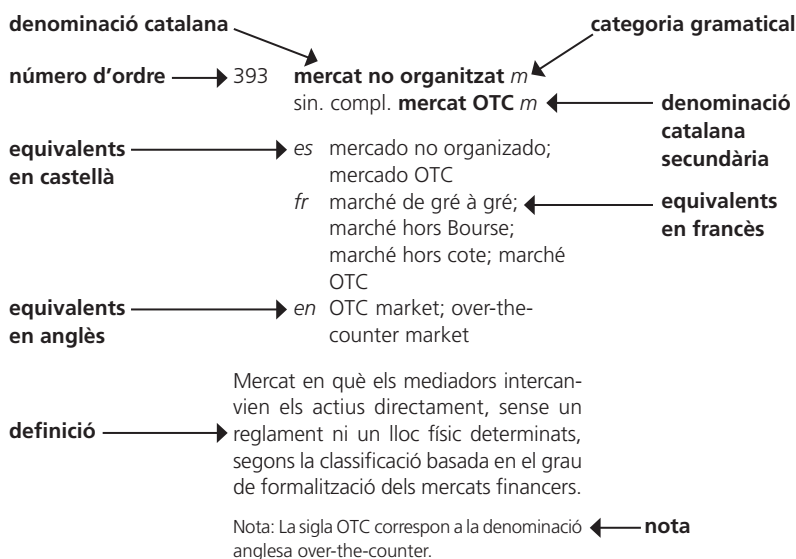 denominació catalana
categoria gramatical
número d'ordre
393 mercat no organitzat m
sin. compl. mercat OTC m
denominació
catalana
secundària
equivalents
en castellà
es mercado no organizado;
mercado OTC
fr marché de gré à gré;
marché hors Bourse;
marché hors cote; marché
OTC
equivalents
en francès
equivalents
en anglès
en OTC market; over-the-
counter market
definició
Mercat en què els mediadors intercan-
vien els actius directament, sense un
reglament ni un lloc físic determinats,
segons la classificació basada en el grau
de formalització dels mercats financers.
Nota: La sigla OTC correspon a la denominació
anglesa over-the-counter.
nota